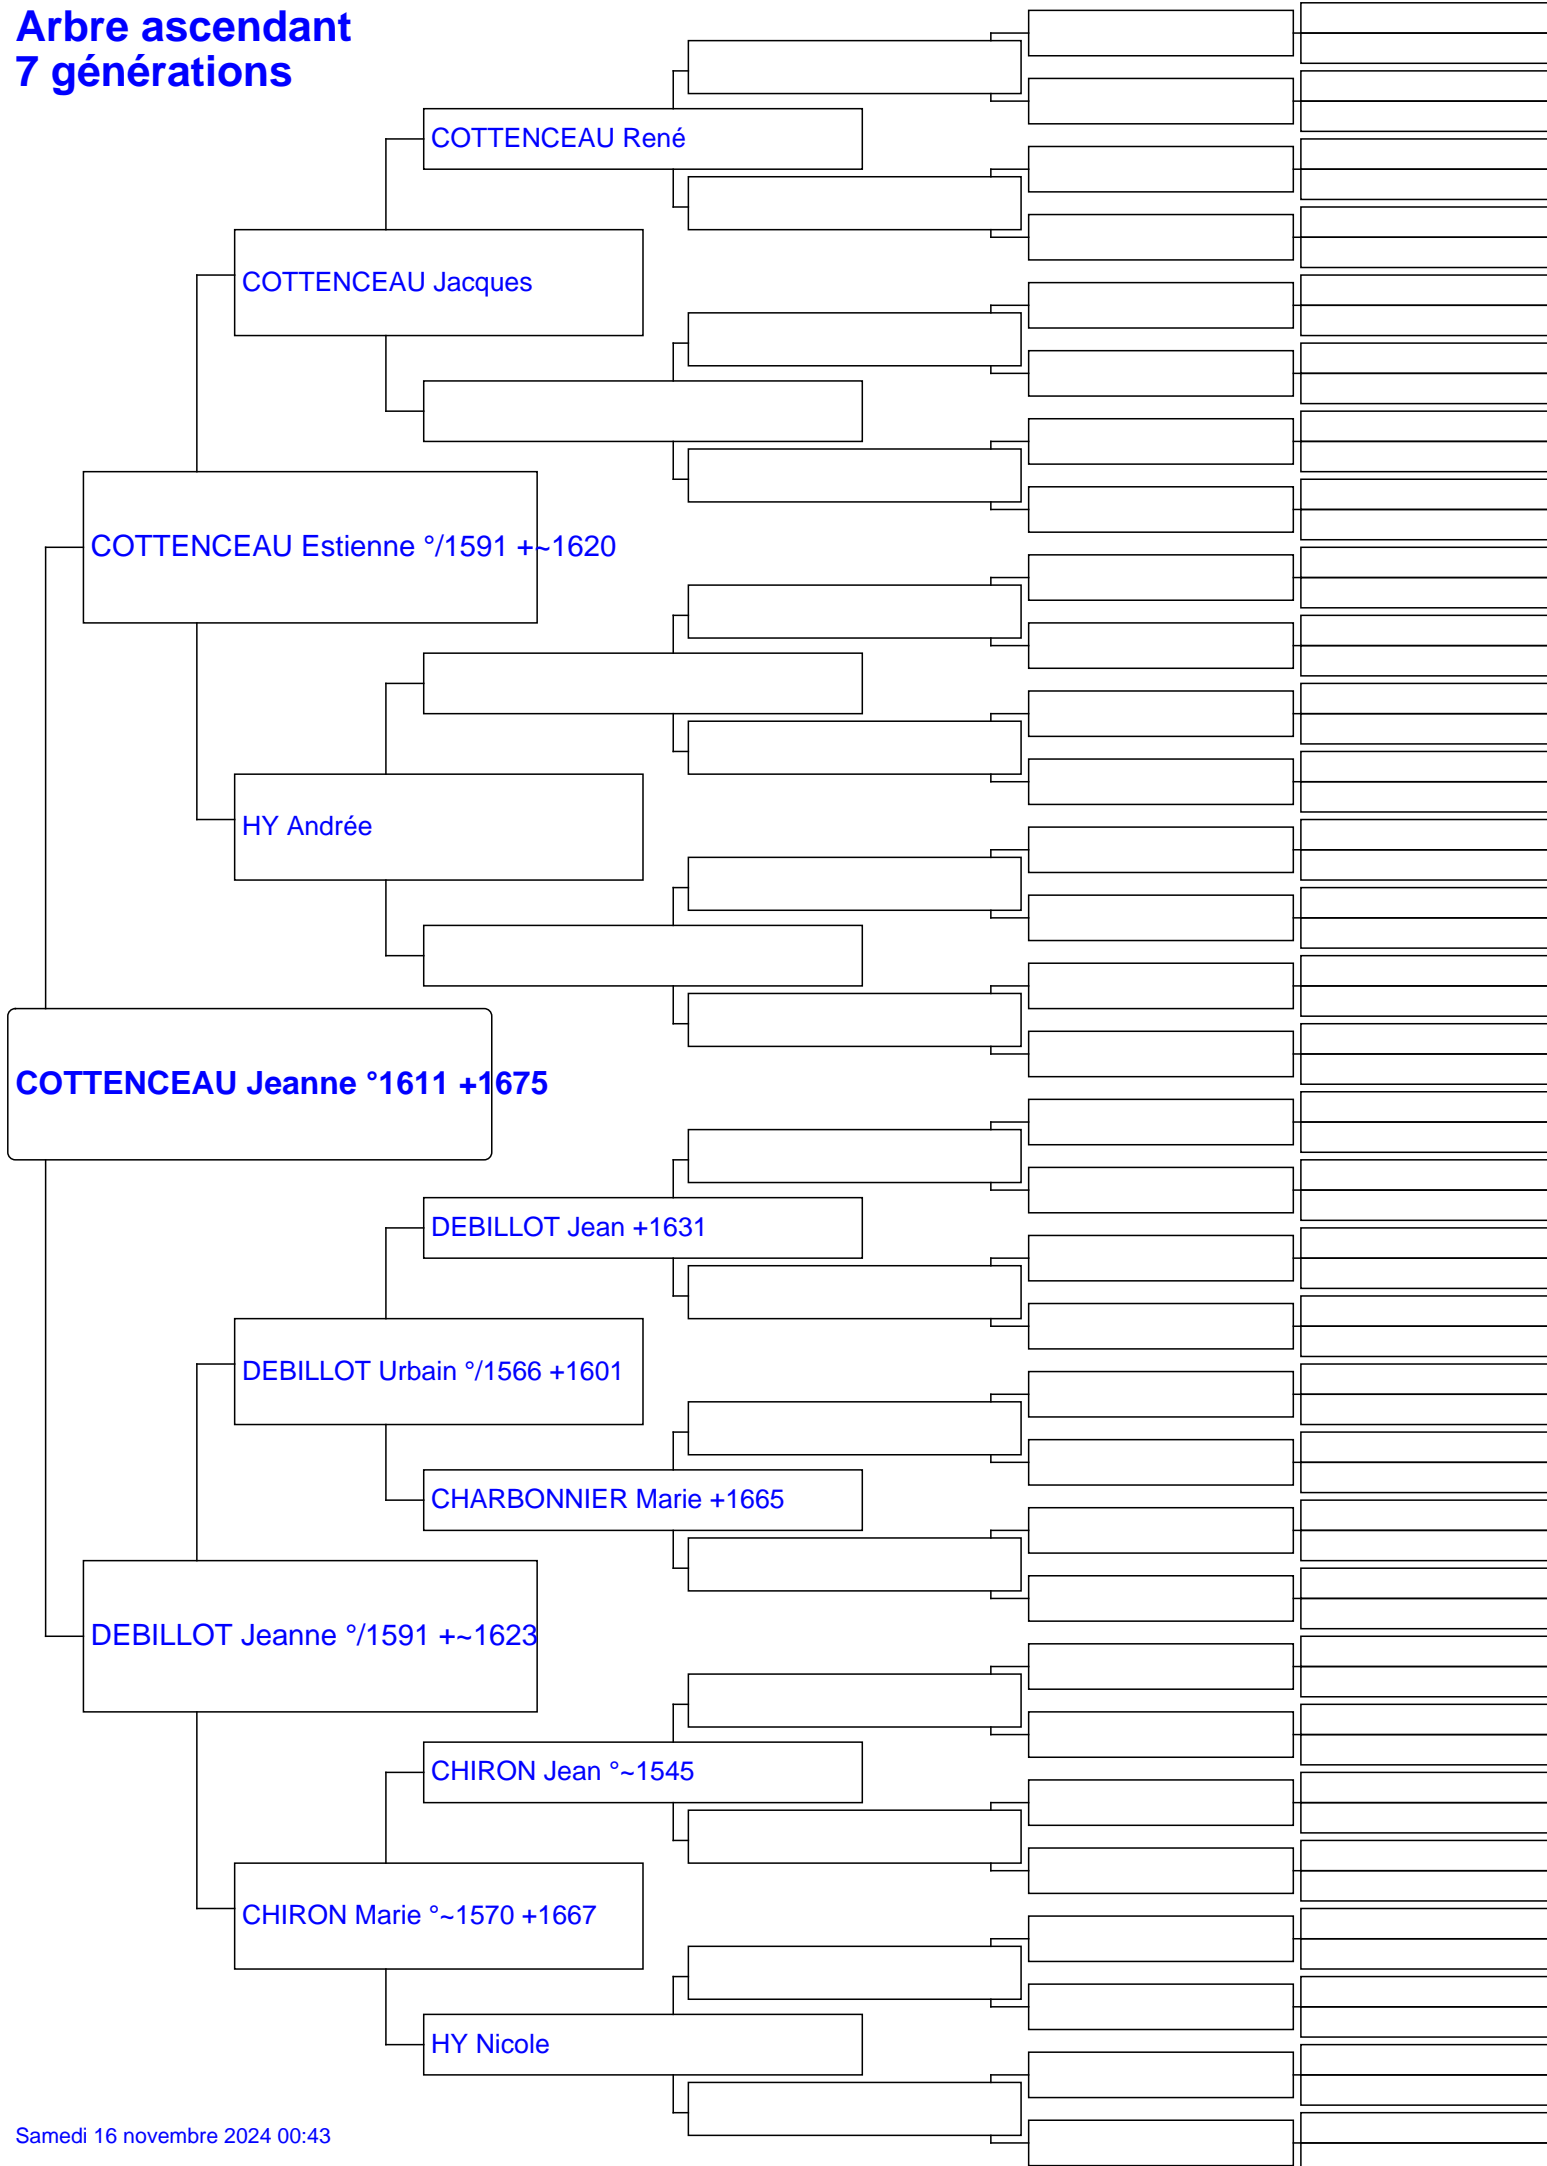 Arbre ascendant
7 générations
COTTENCEAU René
COTTENCEAU Jacques
COTTENCEAU Estienne °/1591 +~1620
HY Andrée
COTTENCEAU Jeanne °1611 +1675
DEBILLOT Jean +1631
DEBILLOT Urbain °/1566 +1601
CHARBONNIER Marie +1665
DEBILLOT Jeanne °/1591 +~1623
CHIRON Jean °~1545
CHIRON Marie °~1570 +1667
HY Nicole
Samedi 16 novembre 2024 00:43